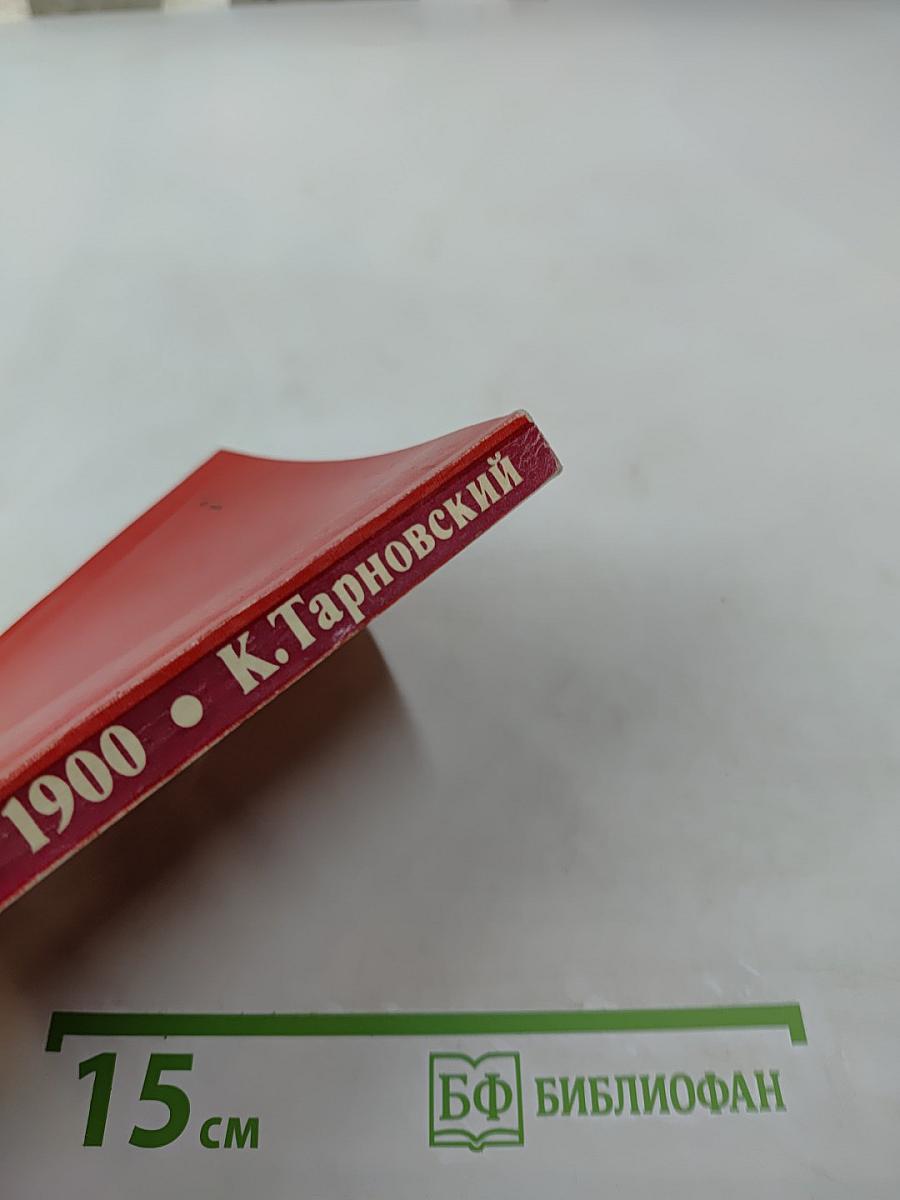 1900 • К.Тарновский
15 см
БФ БИБЛИОФАН